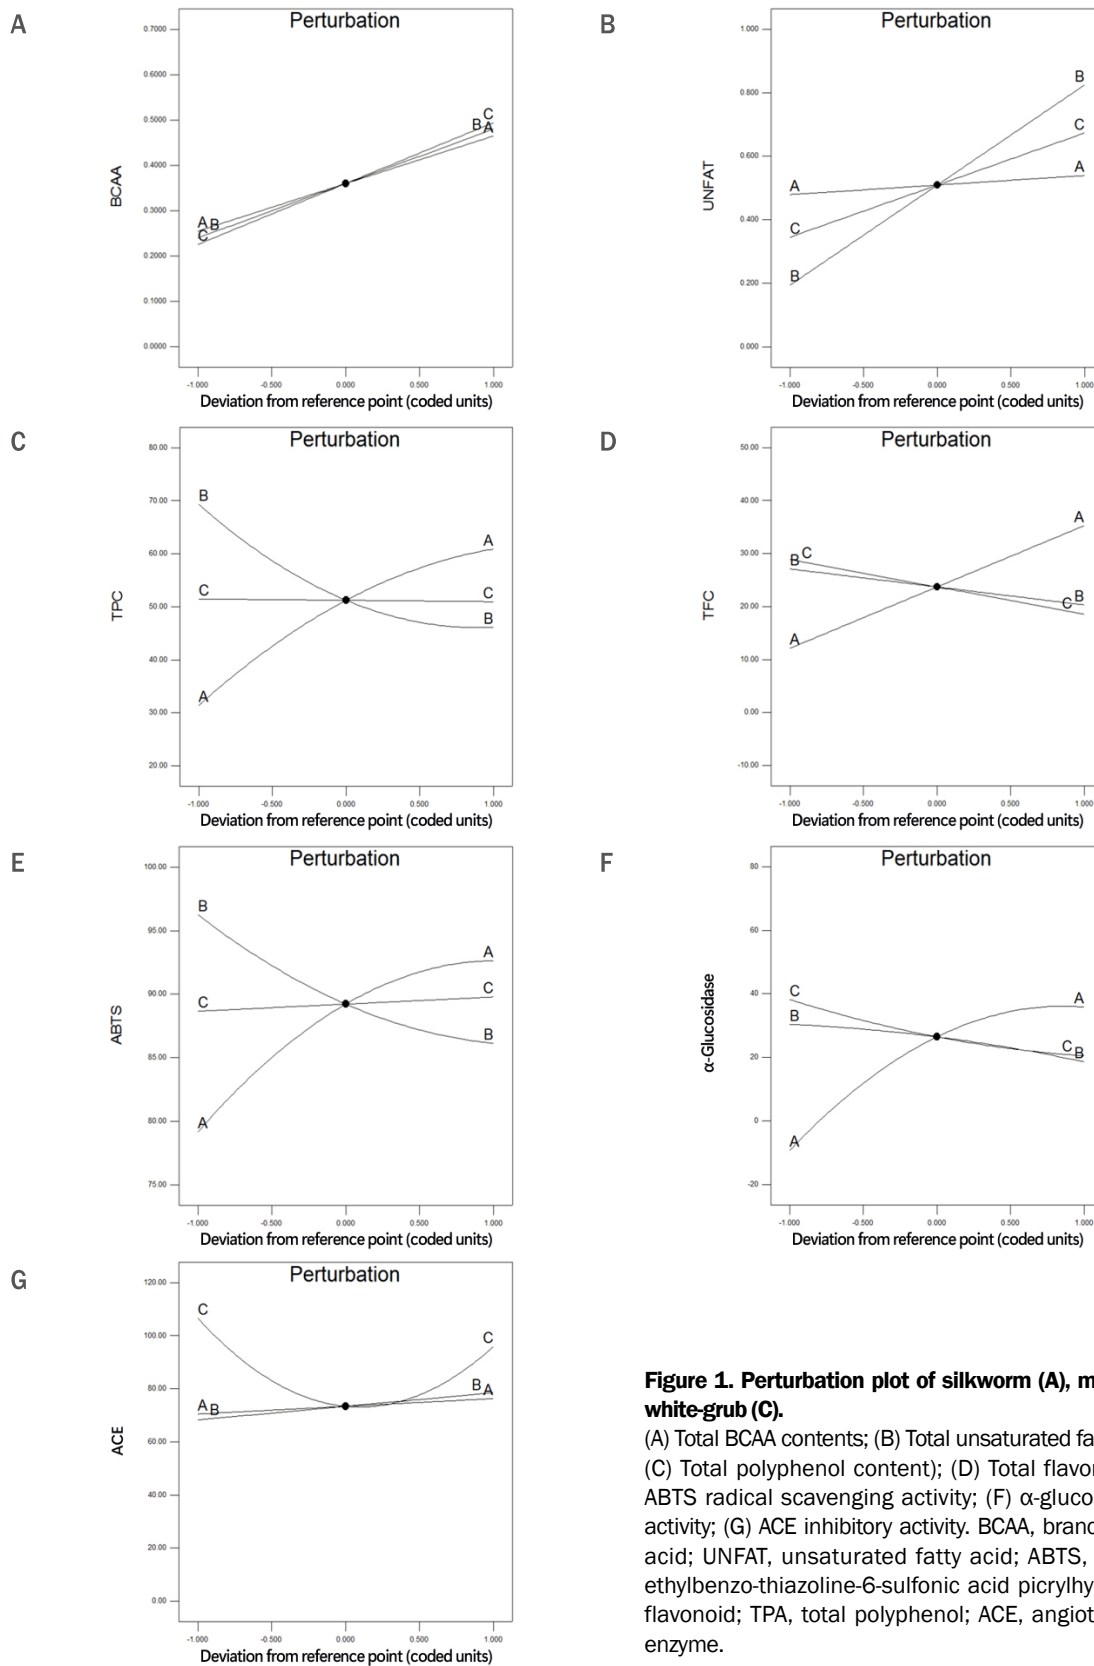 A
Perturbation
0.7000
0.6000
0.5000
0.4000
0.3000
0.2000
0.1000
0.0000
BCAA
C
B
A
A
B
C
-1.000
-0.500
0.000
0.500
1.000
Deviation from reference point (coded units)
B
Perturbation
1.000
0.800
0.600
0.400
0.200
0.000
UNFAT
B
C
A
A
C
B
-1.000
-0.500
0.000
0.500
1.000
Deviation from reference point (coded units)
C
Perturbation
80.00
70.00
60.00
50.00
40.00
30.00
20.00
TPC
B
A
C
C
B
A
-1.000
-0.500
0.000
0.500
1.000
Deviation from reference point (coded units)
D
Perturbation
50.00
40.00
30.00
20.00
10.00
0.00
-10.00
TFC
A
C
B
B
C
A
-1.000
-0.500
0.000
0.500
1.000
Deviation from reference point (coded units)
E
Perturbation
100.00
95.00
90.00
85.00
80.00
75.00
ABTS
B
A
C
C
B
A
-1.000
-0.500
0.000
0.500
1.000
Deviation from reference point (coded units)
F
Perturbation
80
60
40
20
0
-20
α-Glucosidase
C
A
B
C
B
A
-1.000
-0.500
0.000
0.500
1.000
Deviation from reference point (coded units)
G
Perturbation
120.00
100.00
80.00
60.00
40.00
20.00
0.00
ACE
C
C
B
A
A
B
-1.000
-0.500
0.000
0.500
1.000
Deviation from reference point (coded units)
Figure 1. Perturbation plot of silkworm (A), m
white-grub (C).
(A) Total BCAA contents; (B) Total unsaturated fa
(C) Total polyphenol content); (D) Total flavor
ABTS radical scavenging activity; (F) α-gluco
activity; (G) ACE inhibitory activity. BCAA, branc
acid; UNFAT, unsaturated fatty acid; ABTS,
ethylbenzo-thiazoline-6-sulfonic acid picrylhy
flavonoid; TPA, total polyphenol; ACE, angiot
enzyme.